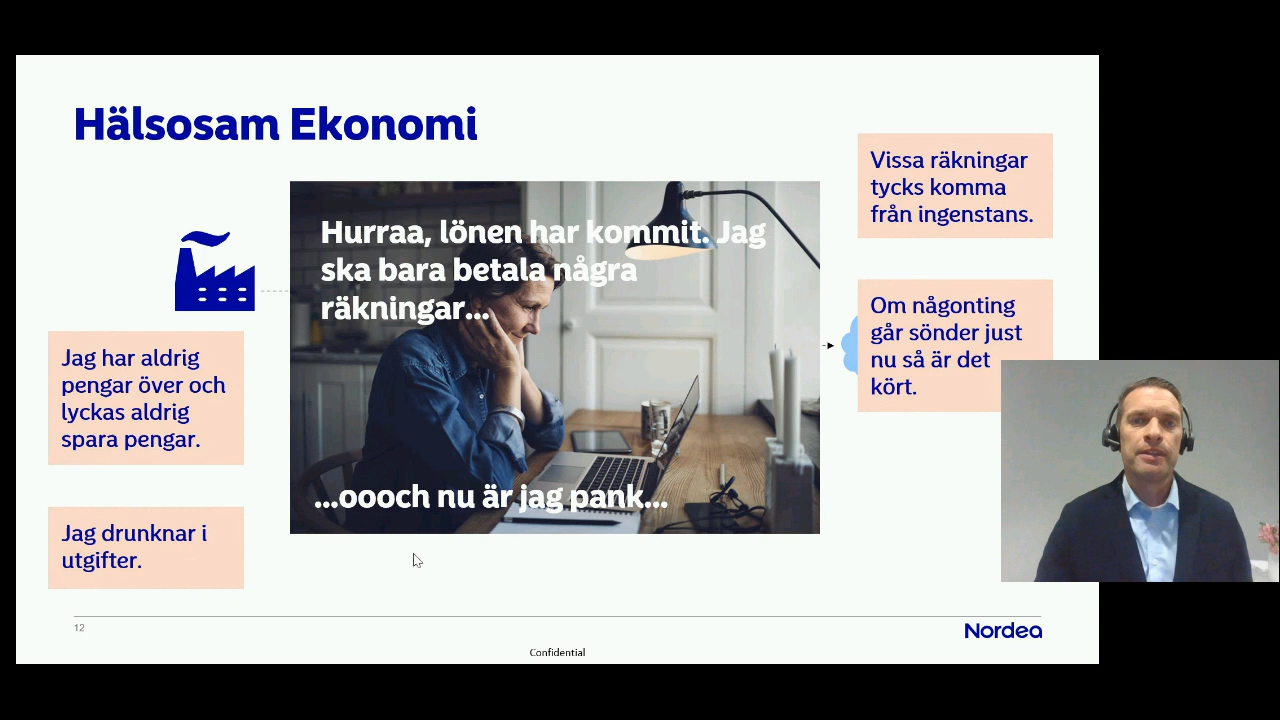 Hälsosam Ekonomi
Hurraa, lönen har kommit. Jag
ska bara betala några
räkningar...
...oooch nu är jag pank...
Jag har aldrig
pengar över och
lyckas aldrig
spara pengar.
Jag drunknar i
utgifter.
Vissa räkningar
tycks komma
från ingenstans.
Om någonting
går sönder just
nu så är det
kört.
12
Nordea
Confidential